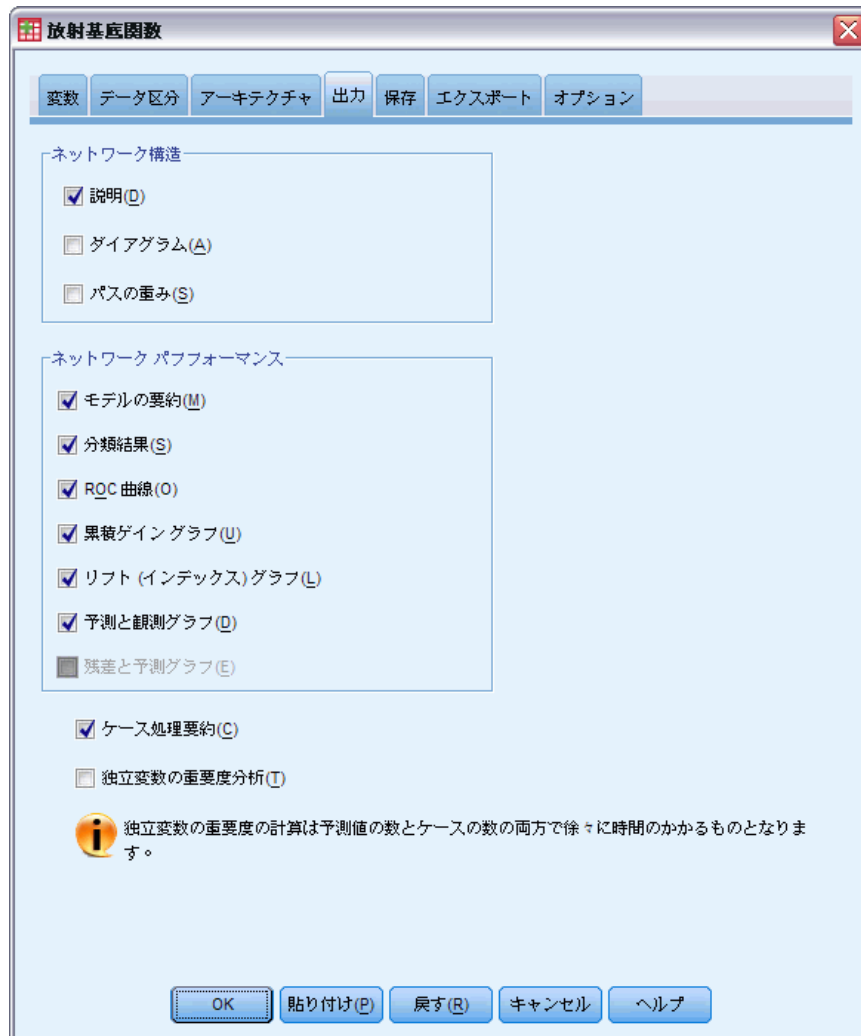 放射基底関数
変数 データ区分 アーキテクチャ 出力 保存 エクスポート オプション
ネットワーク構造
説明(D)
ダイアグラム(A)
パスの重み(S)
ネットワーク パフフォーマンス
モデルの要約(M)
分類結果(S)
ROC 曲線(O)
累積ゲイン グラフ(U)
リフト (インデックス) グラフ(L)
予測と観測グラフ(D)
残差と予測グラフ(E)
ケース処理要約(C)
独立変数の重要度分析(T)
独立変数の重要度の計算は予測値の数とケースの数の両方で徐々に時間のかかるものとなりま
す。
OK 貼り付け(P) 戻す(R) キャンセル ヘルプ